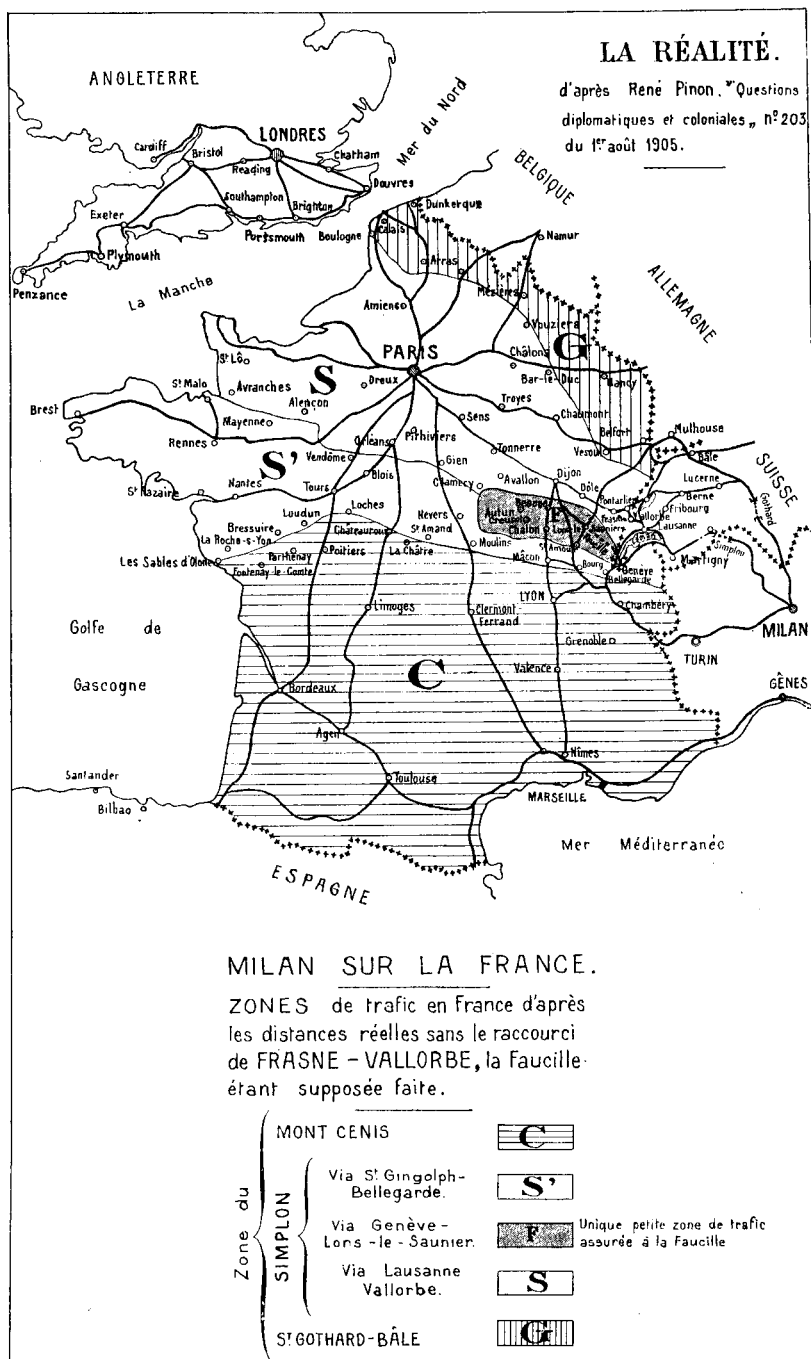 LA RÉALITÉ.
d'après René Pinon. "Questions
diplomatiques et coloniales„ nº 203
du 1er août 1905.
ANGLETERRE
Mer du Nord
LONDRES
Cardiff
Bristol
Reading
Chatham
Southampton
Brighton
Douvres
Exeter
Portsmouth
Plymouth
Penzance
La Manche
BELGIQUE
ALLEMAGNE
SUISSE
Dunkerque
Calais
Boulogne
Arras
Namur
Amiens
Mézières
Vouziers
G
PARIS
Châlons
Bar-le-Duc
Nancy
St Lô
S
Dreux
St Malo
Avranches
Alençon
Brest
Mayenne
Rennes
Sens
Troyes
Chaumont
Belfort
Mulhouse
Vesoul
Bâle
Orléans
Pithiviers
Tonnerre
Gien
S'
Vendôme
Blois
Clamecy
Avallon
Dijon
Dôle
Lucerne
Berne
Fribourg
Gothard
St Nazaire
Nantes
Tours
Pontarlier
Frasne
Vallorbe
Lausanne
Loudun
Loches
Nevers
Autun
Creusot
Chalon
F
Bressuire
La Roche-s-Yon
Châteauroux
St Amand
Moulins
St Amour
Les Sables d'Olonne
Parthenay
Poitiers
La Châtre
Fontenay-le-Comte
Mâcon
Bourg
Genève
Bellegarde
Martigny
Simplon
LYON
Chambéry
MILAN
Limoges
Clermont
Ferrand
Grenoble
TURIN
Golfe de
Gascogne
C
Valence
GÊNES
Bordeaux
Agen
Nîmes
Toulouse
MARSEILLE
Santander
Bilbao
Mer Méditerranée
ESPAGNE
MILAN SUR LA FRANCE.
ZONES de trafic en France d'après
les distances réelles sans le raccourci
de FRASNE - VALLORBE, la Faucille
étant supposée faite.
Zone du
MONT CENIS
C
SIMPLON
Via St Gingolph-
Bellegarde.
S'
Via Genève-
Lons-le-Saunier.
F
Unique petite zone de trafic
assurée à la Faucille
Via Lausanne
Vallorbe.
S
St GOTHARD-BÂLE
G